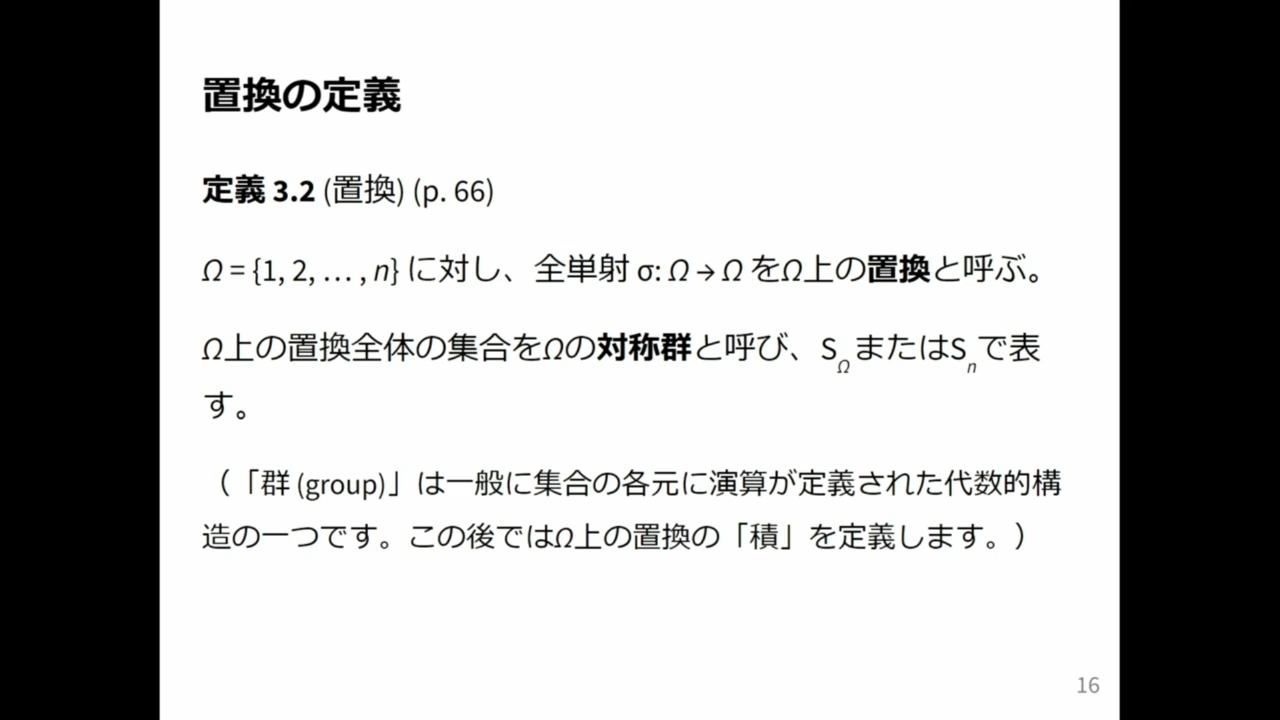 置換の定義
定義 3.2 (置換) (p. 66)
Ω = {1, 2, … , n} に対し、全単射 σ: Ω → Ω をΩ上の置換と呼ぶ。
Ω上の置換全体の集合をΩの対称群と呼び、S_Ω またはS_n で表
す。
（「群 (group)」は一般に集合の各元に演算が定義された代数的構
造の一つです。この後ではΩ上の置換の「積」を定義します。）
16